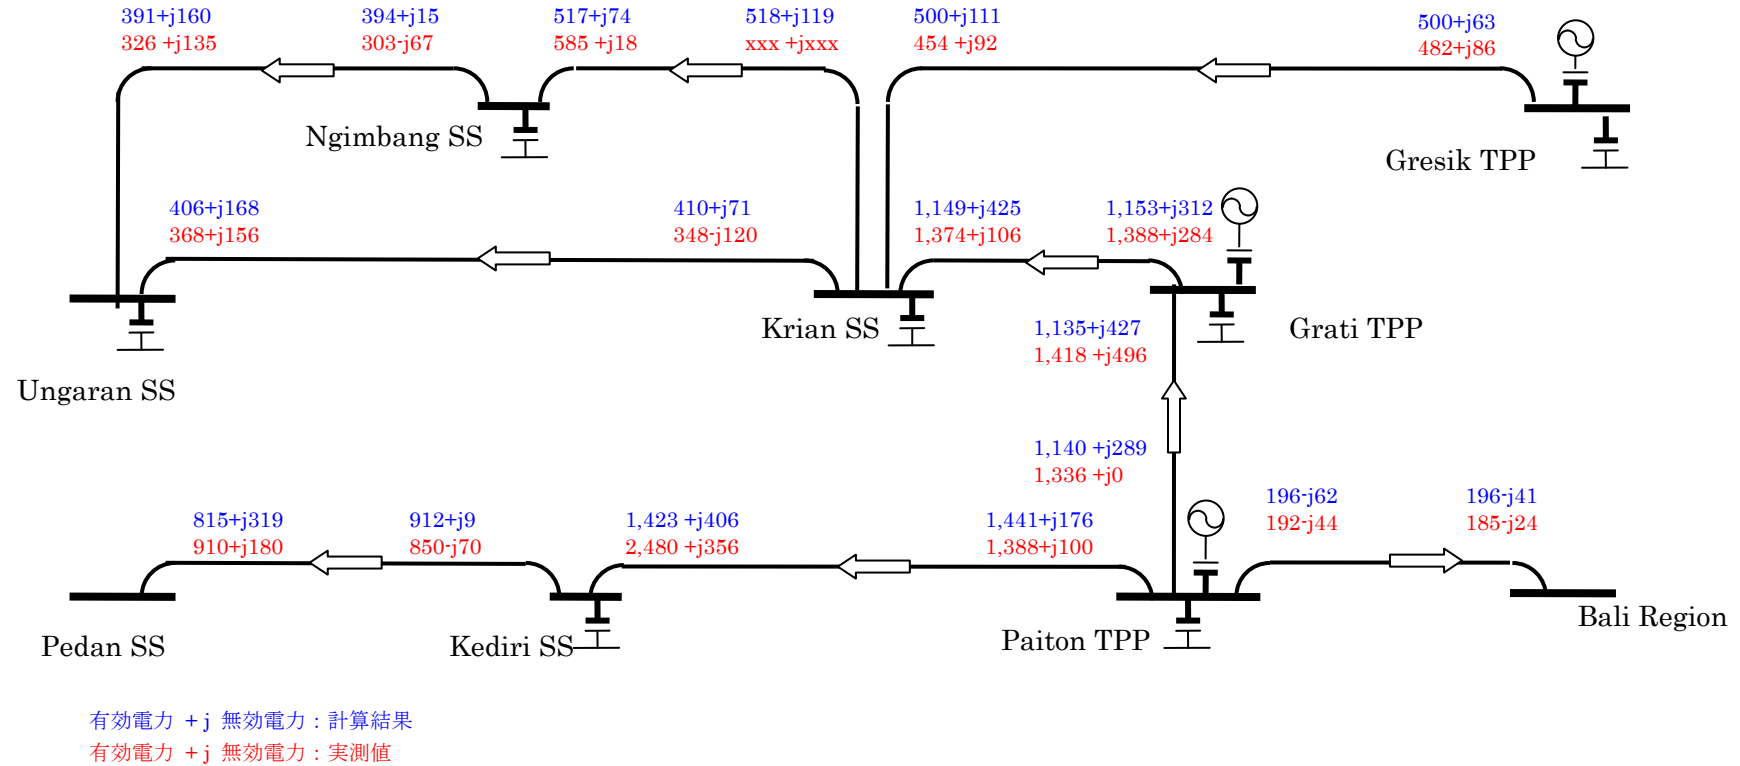 391+j160
326 +j135
394+j15
303-j67
517+j74
585 +j18
518+j119
xxx +jxxx
500+j111
454 +j92
500+j63
482+j86
Ngimbang SS
Gresik TPP
406+j168
368+j156
410+j71
348-j120
1,149+j425
1,374+j106
1,153+j312
1,388+j284
Ungaran SS
Krian SS
Grati TPP
1,135+j427
1,418 +j496
1,140 +j289
1,336 +j0
815+j319
910+j180
912+j9
850-j70
1,423 +j406
2,480 +j356
1,441+j176
1,388+j100
196-j62
192-j44
196-j41
185-j24
Pedan SS
Kediri SS
Paiton TPP
Bali Region
有効電力 +j 無効電力：計算結果
有効電力 +j 無効電力：実測値